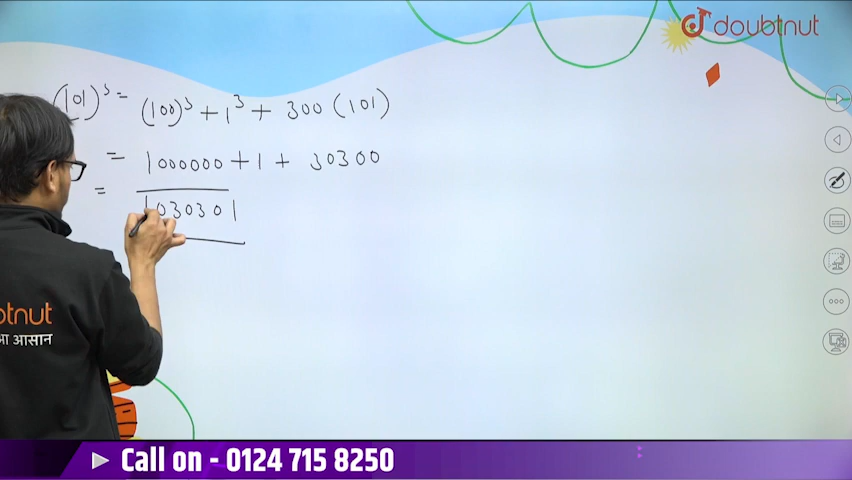 doubtnut
(101)³ = (100)³ + 1³ + 300 (101)
= 1000000 + 1 + 30300
= 1030301
btnut
आ आसान
Call on - 0124 715 8250